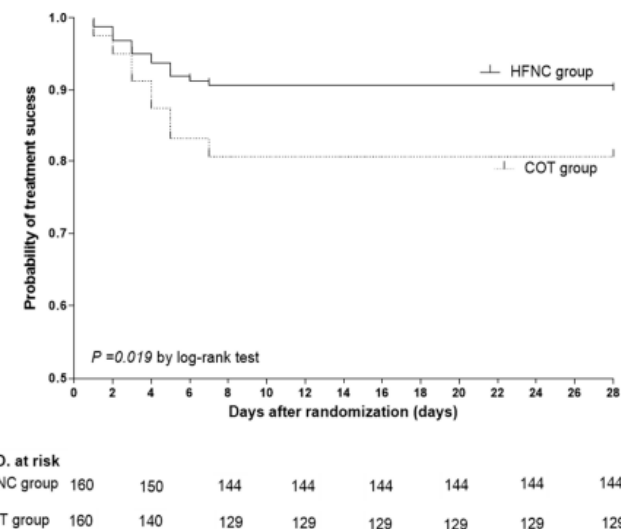 1.0
0.9
0.8
0.7
0.6
0.5
Probability of treatment sucess
HFNC group
COT group
P =0.019 by log-rank test
0 2 4 6 8 10 12 14 16 18 20 22 24 26 28
Days after randomization (days)
O. at risk
NC group 160 150 144 144 144 144 144 144
T group 160 140 129 129 129 129 129 129